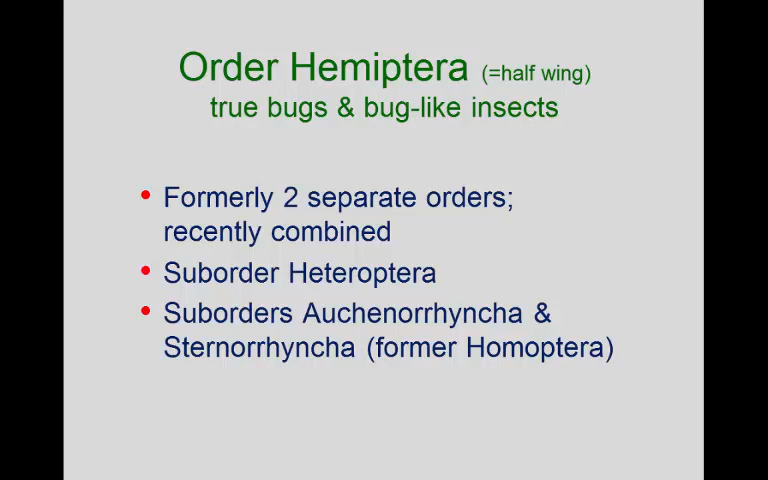 Order Hemiptera (=half wing)
true bugs & bug-like insects
• Formerly 2 separate orders;
recently combined
• Suborder Heteroptera
• Suborders Auchenorrhyncha &
Sternorrhyncha (former Homoptera)